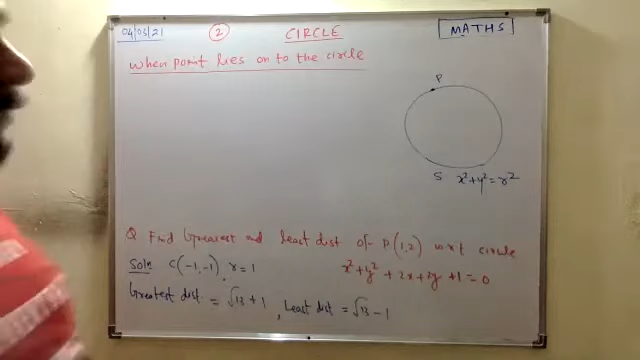 04/03/21 2 CIRCLE MATHS
when point lies on to the circle
P
S x²+y²=r²
Q Find Greatest and Least dist of P(1,2) w.r.t circle
x²+y²+2x+2y+1=0
Soln C(-1,-1), r=1
Greatest dist = √13+1, Least dist = √13-1